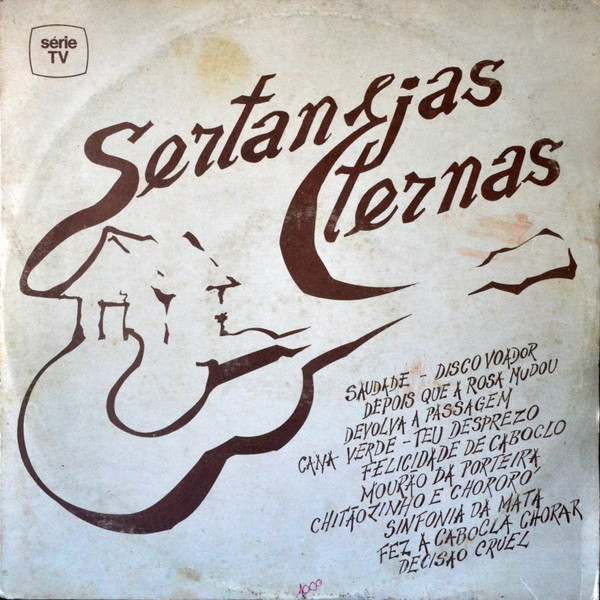 série
TV
Sertanejas
Eternas
SAUDADE - DISCO VOADOR
DEPOIS QUE A ROSA MUDOU
DEVOLVA A PASSAGEM
CANA VERDE - TEU DESPREZO
FELICIDADE DE CABOCLO
MOURÃO DA PORTEIRA
CHITÃOZINHO E CHORORÓ
SINFONIA DA MATA
FEZ A CABOCLA CHORAR
DECISÃO CRUEL
1000